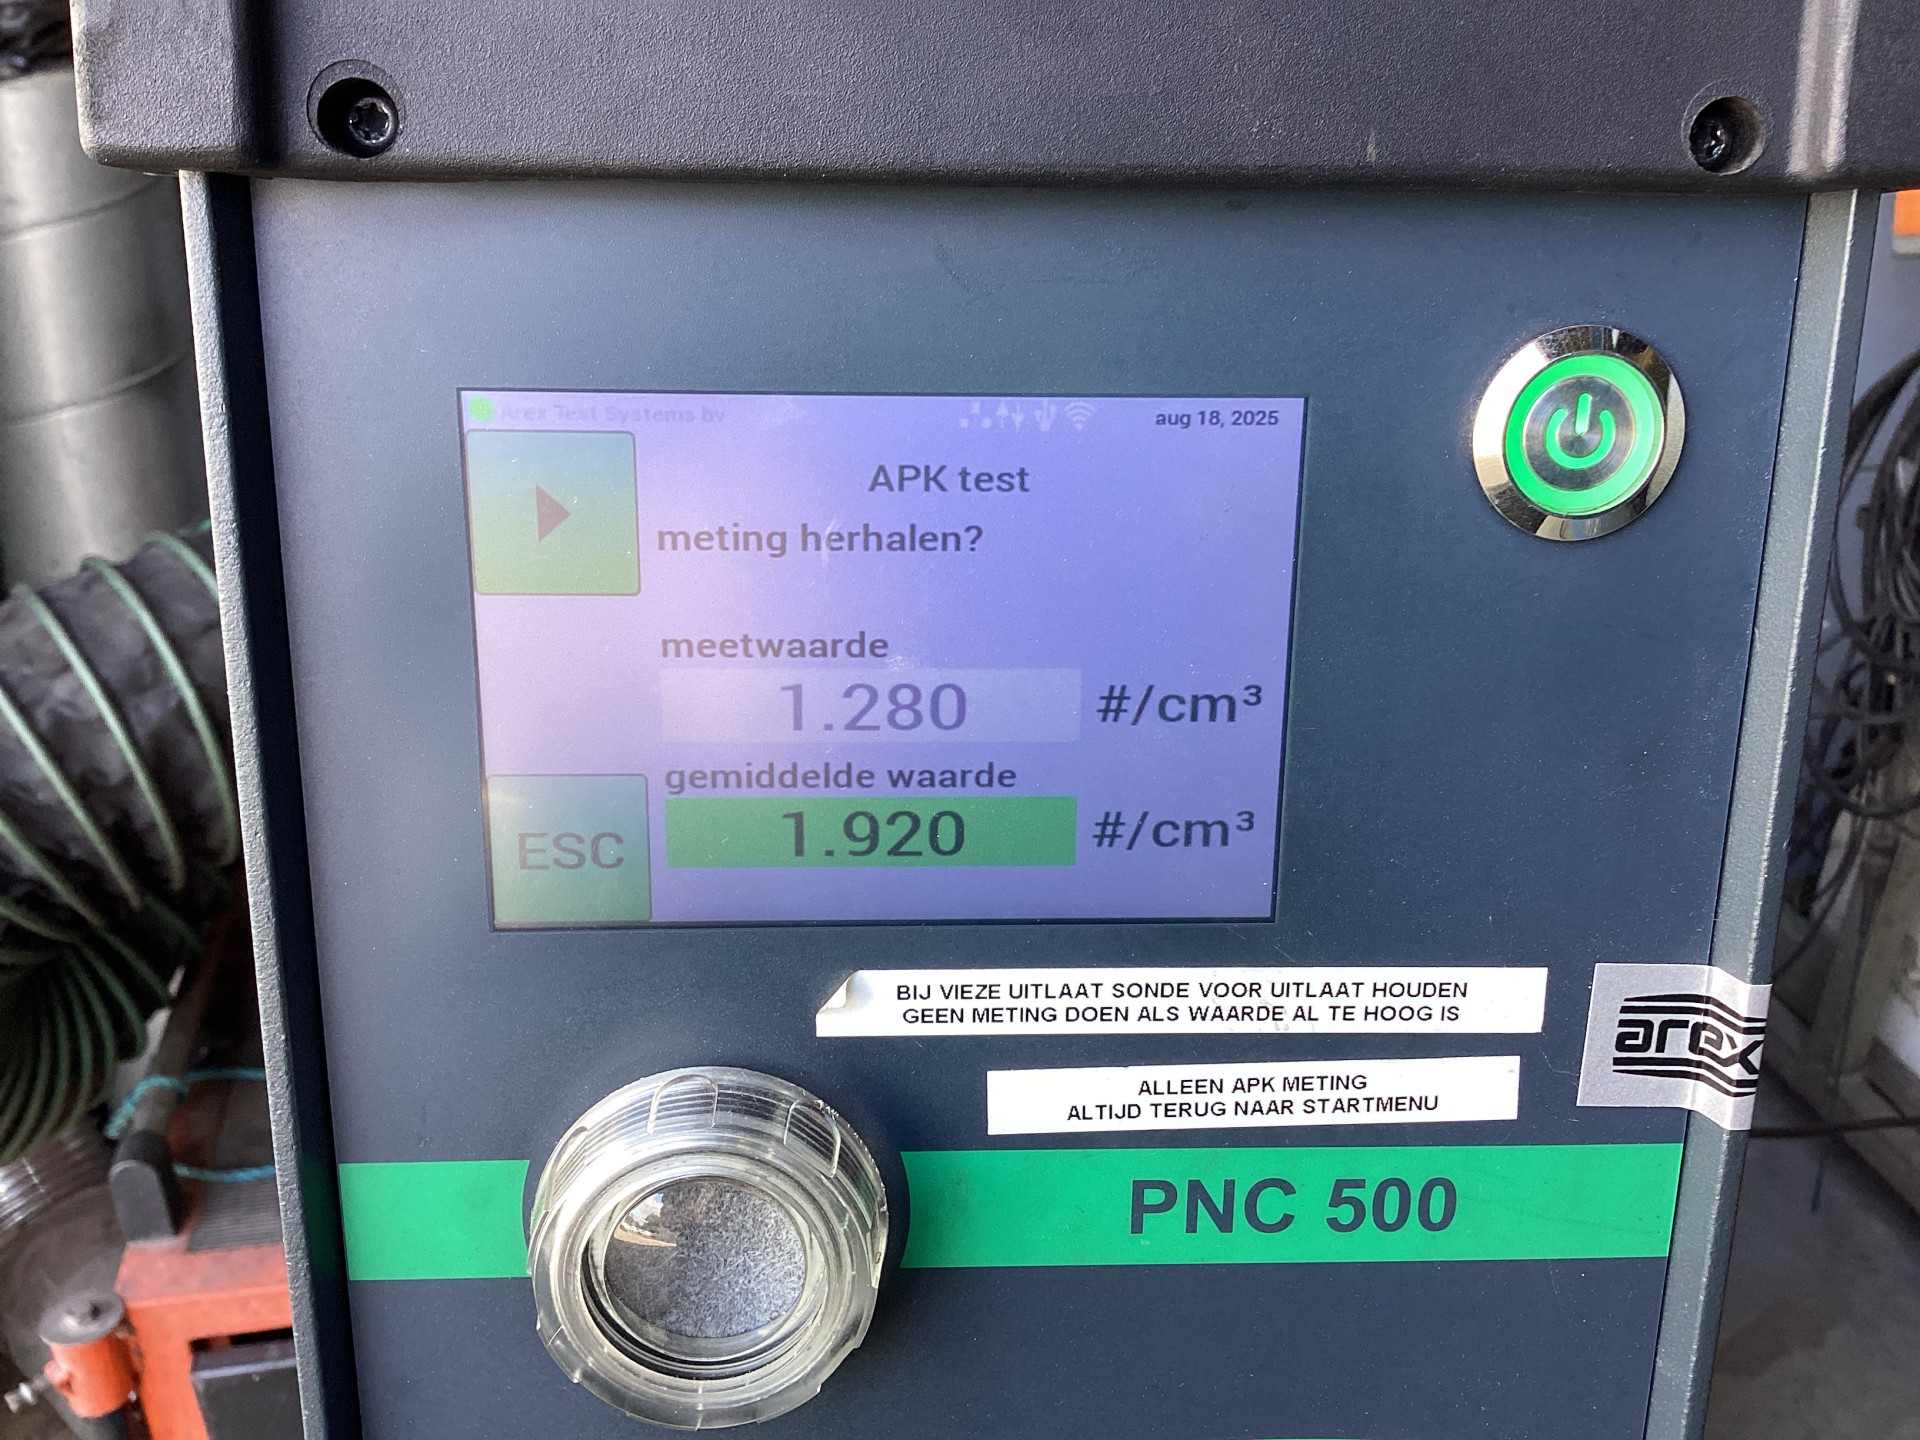 Arex Test Systems bv
aug 18, 2025
APK test
meting herhalen?
meetwaarde
1.280 #/cm³
gemiddelde waarde
1.920 #/cm³
ESC
BIJ VIEZE UITLAAT SONDE VOOR UITLAAT HOUDEN
GEEN METING DOEN ALS WAARDE AL TE HOOG IS
arex
ALLEEN APK METING
ALTIJD TERUG NAAR STARTMENU
PNC 500